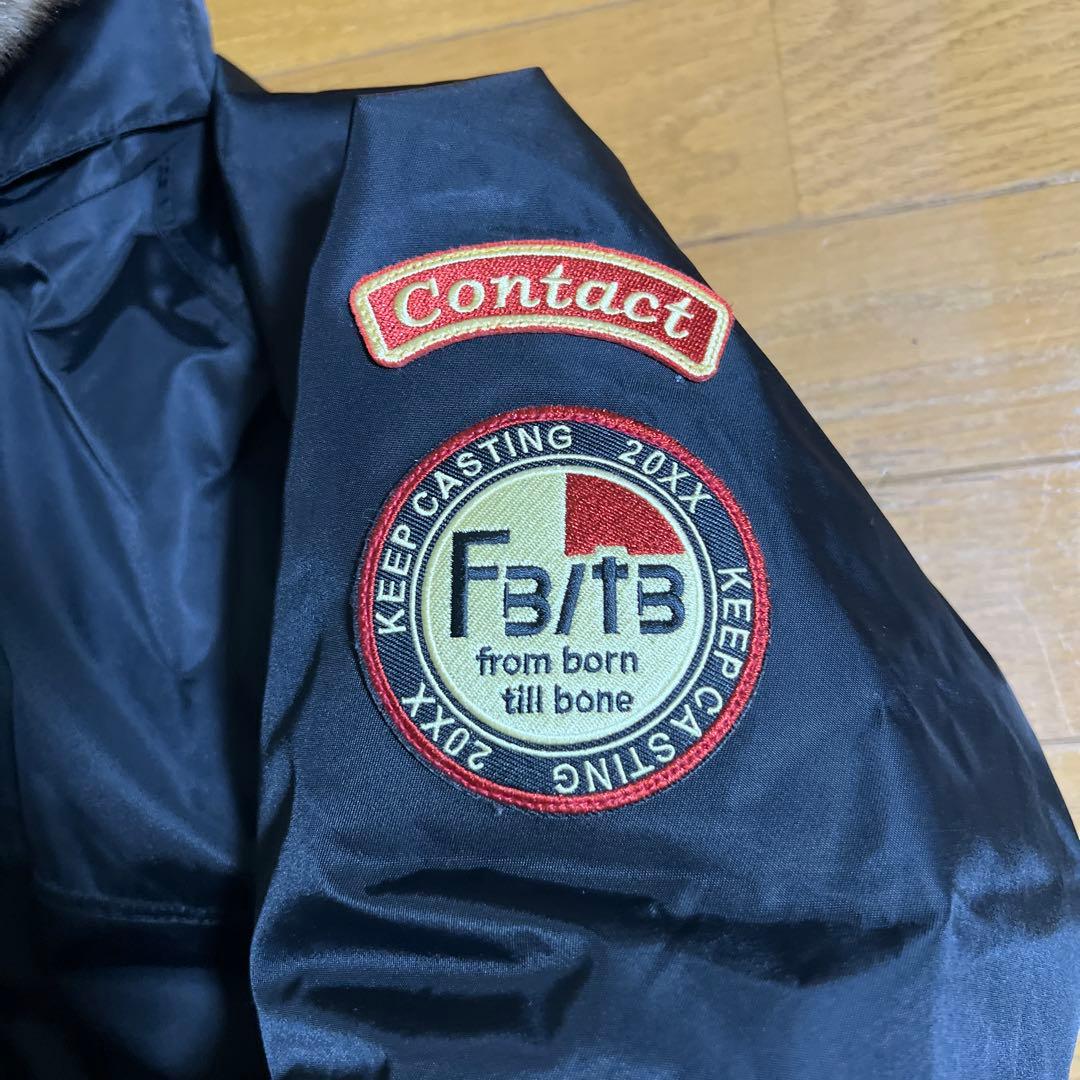 Contact
KEEP CASTING 20XX
KEEP CASTING 20XX
FB/tB
from born
till bone